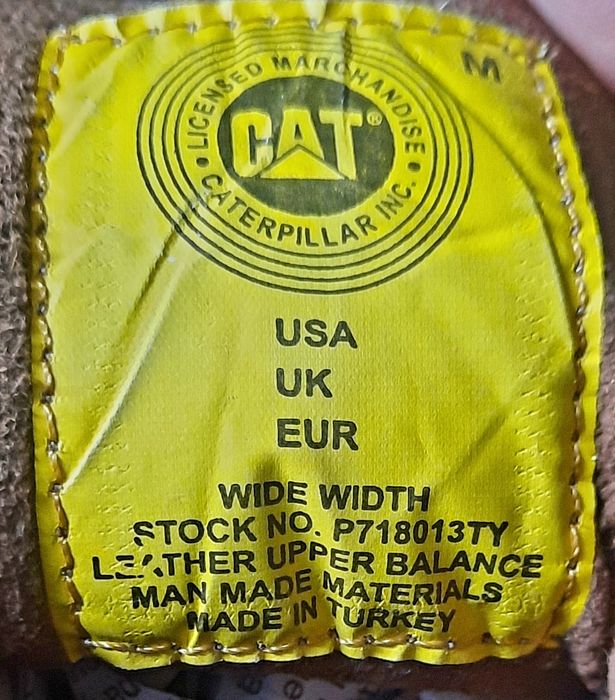 M
LICENSED MARCHANDISE
CAT®
CATERPILLAR INC.
USA
UK
EUR
WIDE WIDTH
STOCK NO. P718013TY
LEATHER UPPER BALANCE
MAN MADE MATERIALS
MADE IN TURKEY